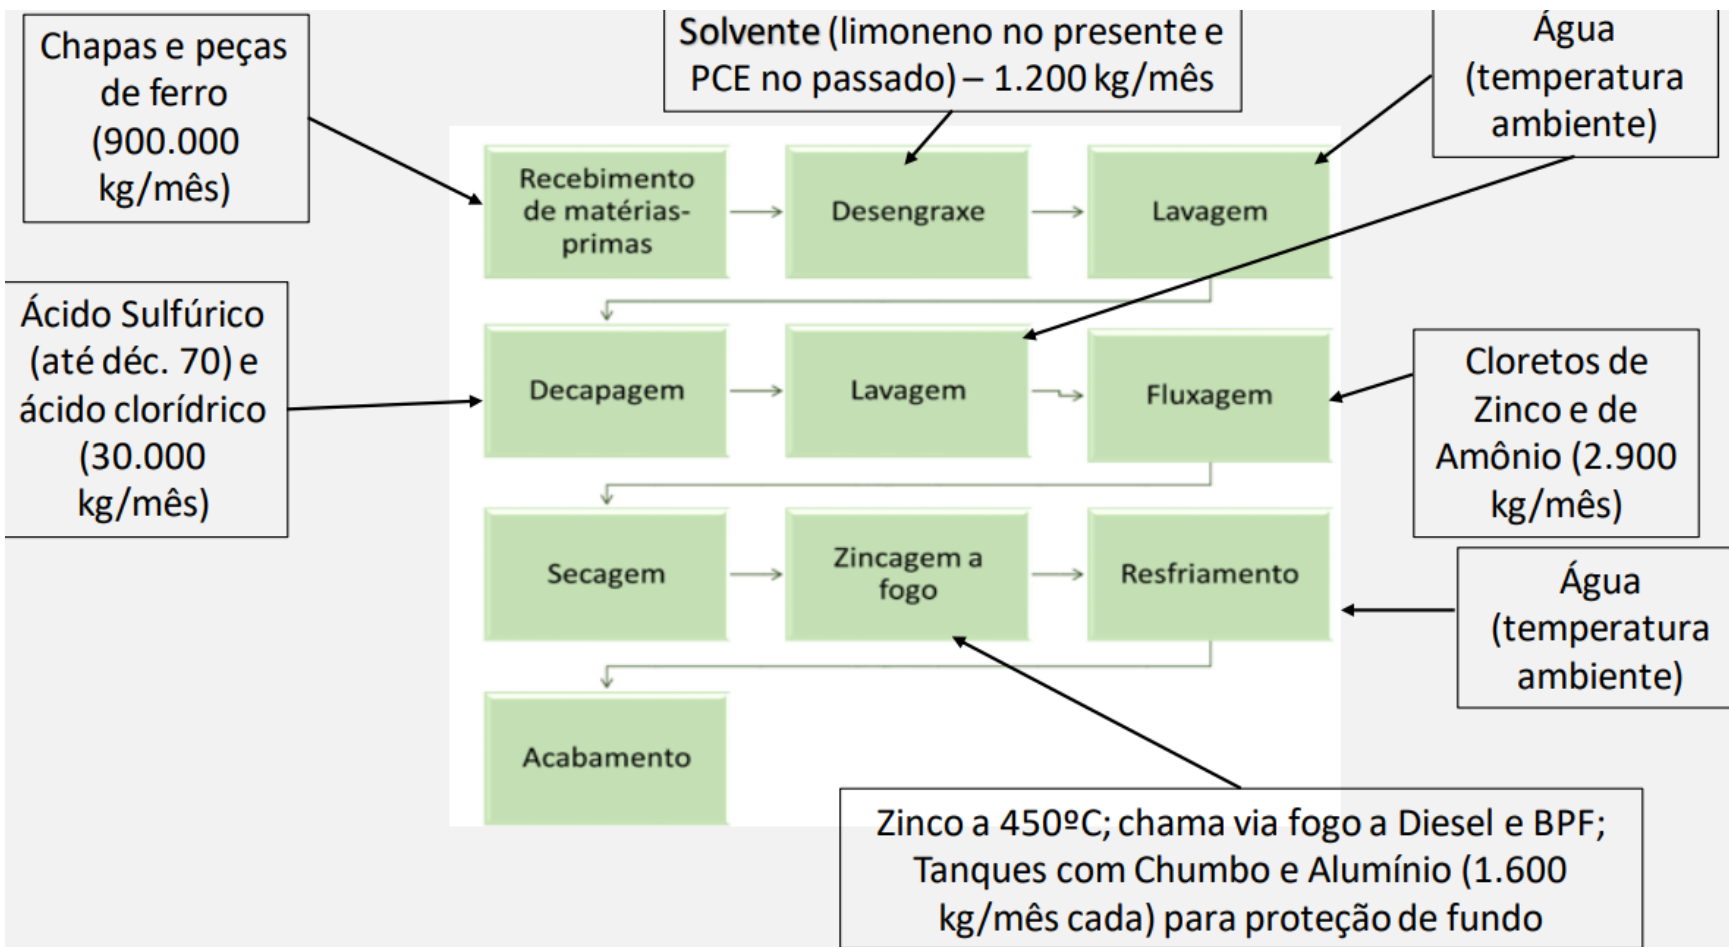 Chapas e peças
de ferro
(900.000
kg/mês)
Solvente (limoneno no presente e
PCE no passado) – 1.200 kg/mês
Água
(temperatura
ambiente)
Recebimento
de matérias-
primas
Desengraxe
Lavagem
Ácido Sulfúrico
(até déc. 70) e
ácido clorídrico
(30.000
kg/mês)
Decapagem
Lavagem
Fluxagem
Cloretos de
Zinco e de
Amônio (2.900
kg/mês)
Secagem
Zincagem a
fogo
Resfriamento
Água
(temperatura
ambiente)
Acabamento
Zinco a 450ºC; chama via fogo a Diesel e BPF;
Tanques com Chumbo e Alumínio (1.600
kg/mês cada) para proteção de fundo